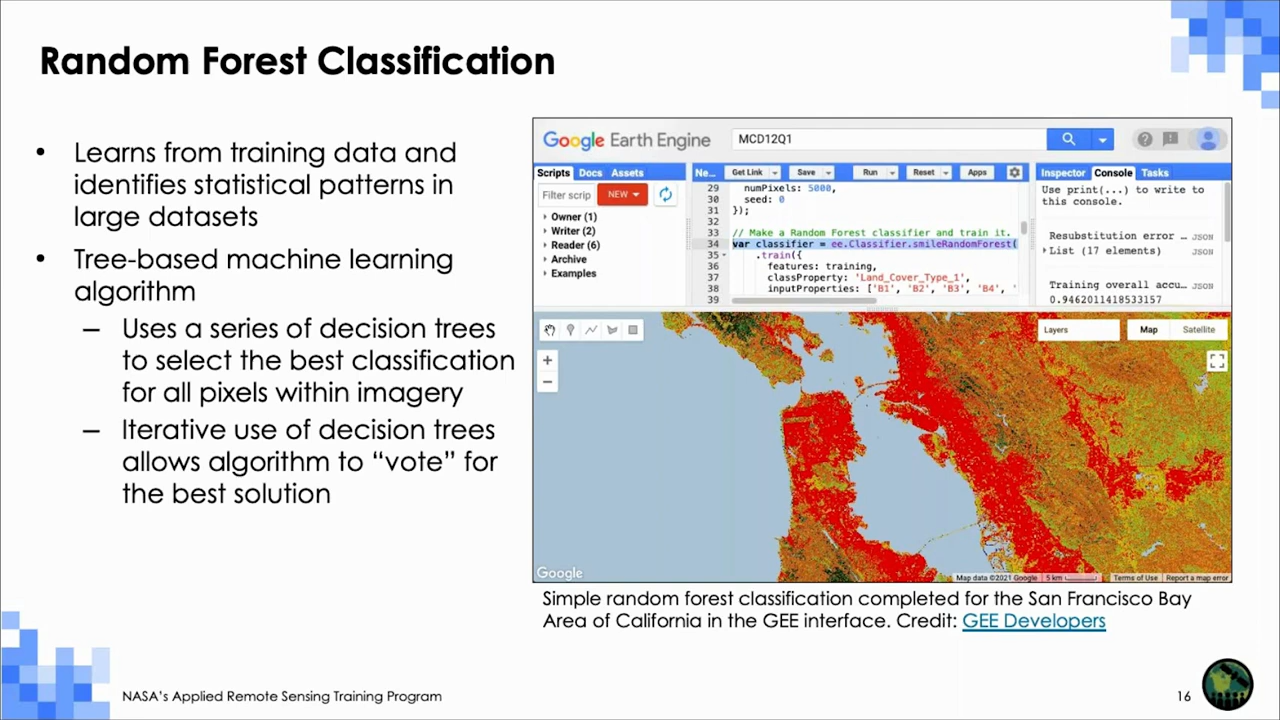 Random Forest Classification
• Learns from training data and
identifies statistical patterns in
large datasets
• Tree-based machine learning
algorithm
– Uses a series of decision trees
to select the best classification
for all pixels within imagery
– Iterative use of decision trees
allows algorithm to “vote” for
the best solution
Google Earth Engine
MCD12Q1
Scripts Docs Assets
Filter scrip
NEW
Owner (1)
Writer (2)
Reader (6)
Archive
Examples
Ne... Get Link Save Run Reset Apps
29 numPixels: 5000,
30 seed: 0
31 });
32
33 // Make a Random Forest classifier and train it.
34 var classifier = ee.Classifier.smileRandomForest(
35 .train({
36 features: training,
37 classProperty: 'Land_Cover_Type_1',
38 inputProperties: ['B1', 'B2', 'B3', 'B4', '
39
Inspector Console Tasks
Use print(...) to write to
this console.
Resubstitution error … JSON
List (17 elements) JSON
Training overall accu… JSON
0.9462011418533157
Layers
Map Satellite
+
−
Google
Map data ©2021 Google 5 km Terms of Use Report a map error
Simple random forest classification completed for the San Francisco Bay
Area of California in the GEE interface. Credit: GEE Developers
NASA’s Applied Remote Sensing Training Program
16